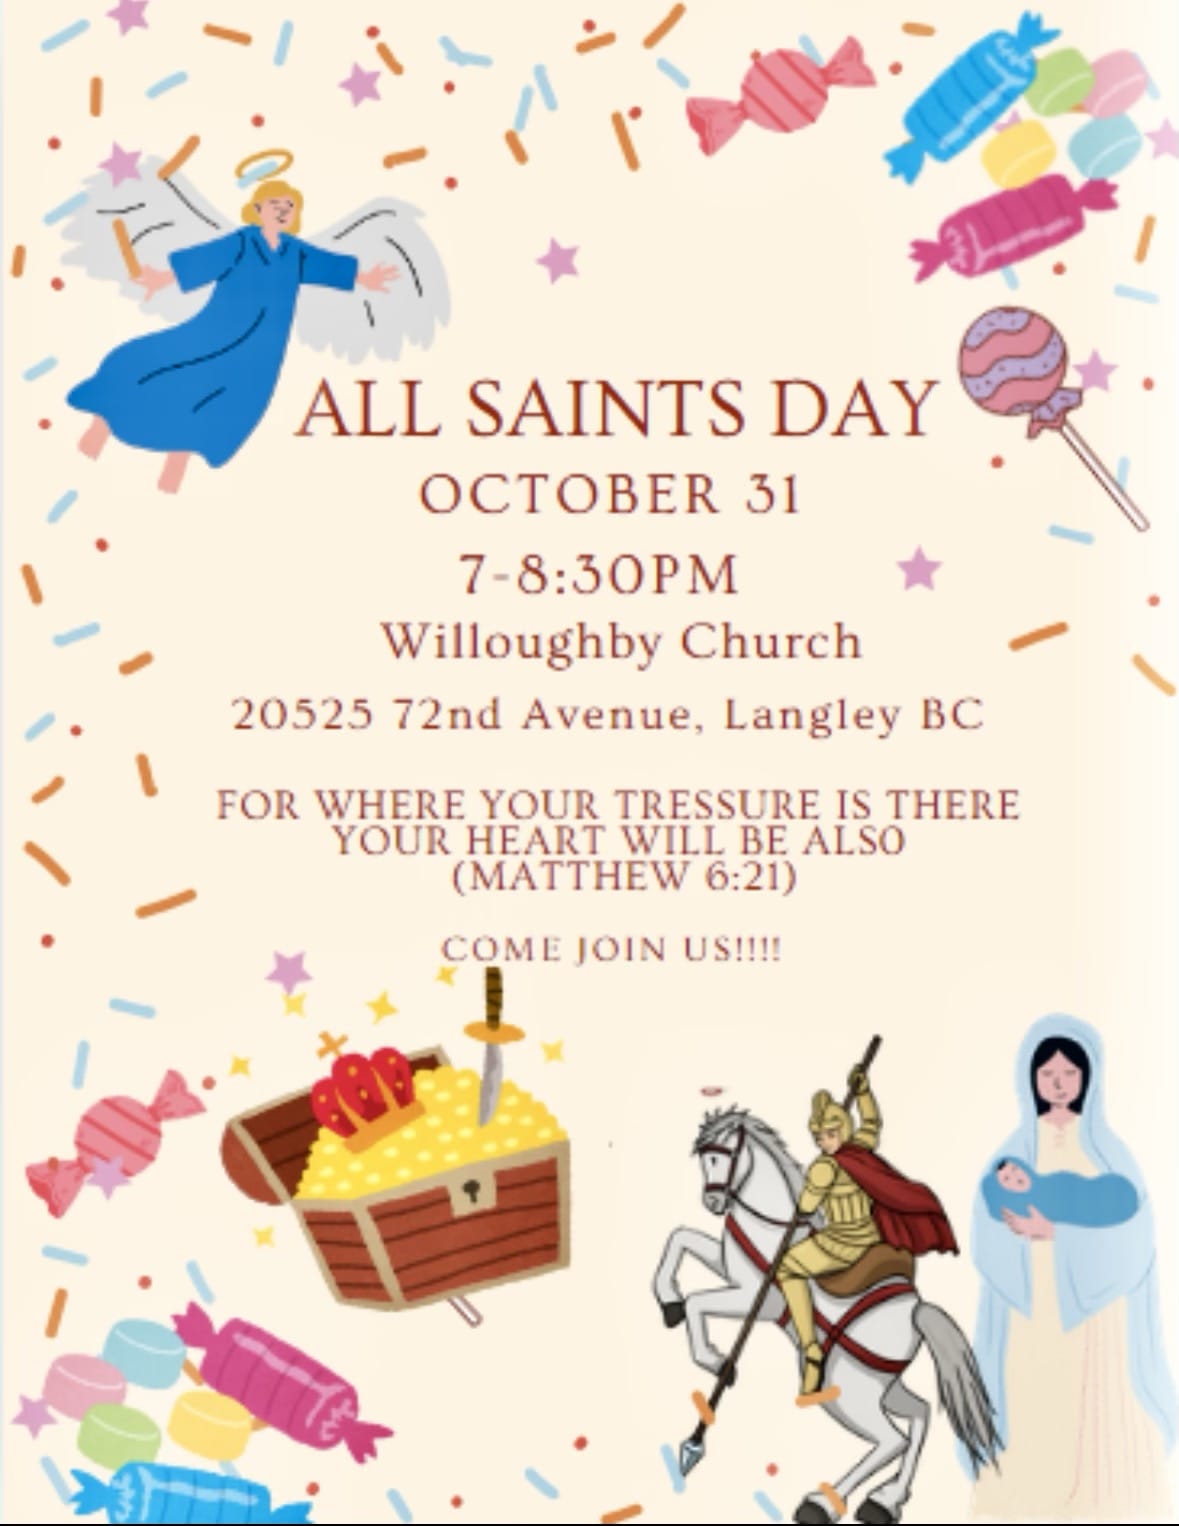 ALL SAINTS DAY
OCTOBER 31
7-8:30PM
Willoughby Church
20525 72nd Avenue, Langley BC
FOR WHERE YOUR TRESSURE IS THERE
YOUR HEART WILL BE ALSO
(MATTHEW 6:21)
COME JOIN US!!!!